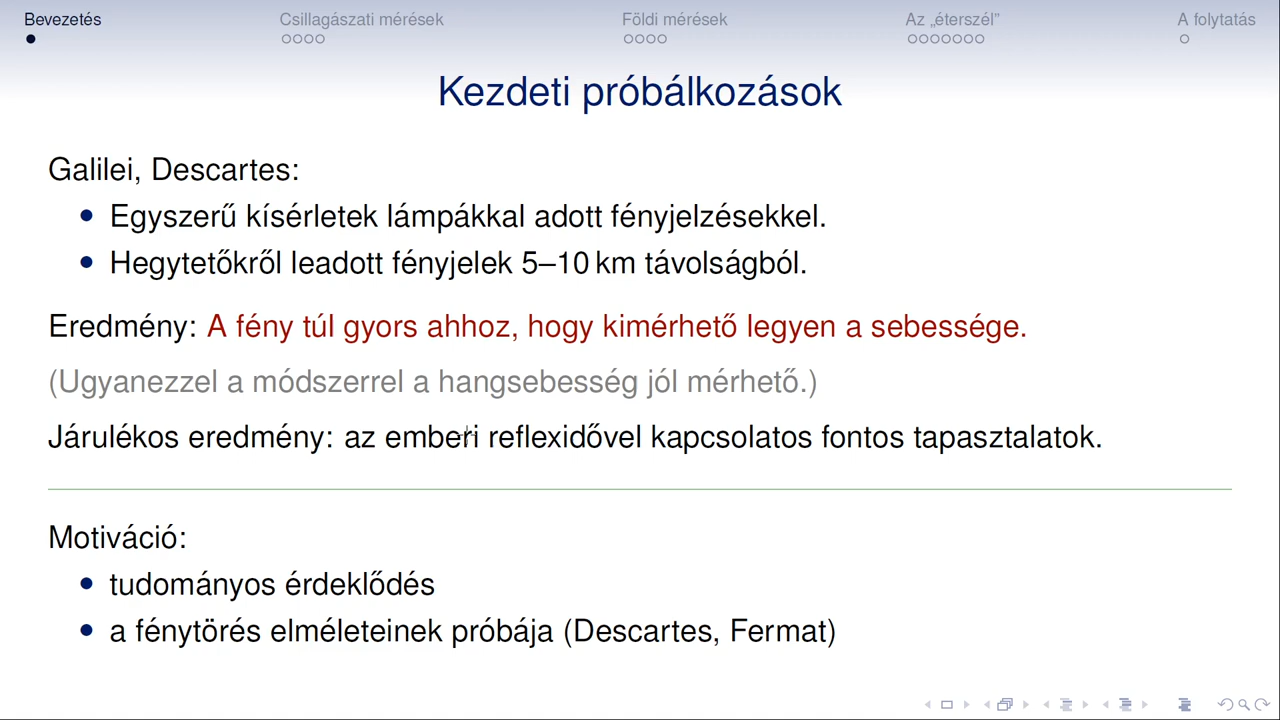 Bevezetés
Csillagászati mérések
Földi mérések
Az „éterszél”
A folytatás
Kezdeti próbálkozások
Galilei, Descartes:
Egyszerű kísérletek lámpákkal adott fényjelzésekkel.
Hegytetőkről leadott fényjelek 5–10 km távolságból.
Eredmény: A fény túl gyors ahhoz, hogy kimérhető legyen a sebessége.
(Ugyanezzel a módszerrel a hangsebesség jól mérhető.)
Járulékos eredmény: az emberi reflexidővel kapcsolatos fontos tapasztalatok.
Motiváció:
tudományos érdeklődés
a fénytörés elméleteinek próbája (Descartes, Fermat)